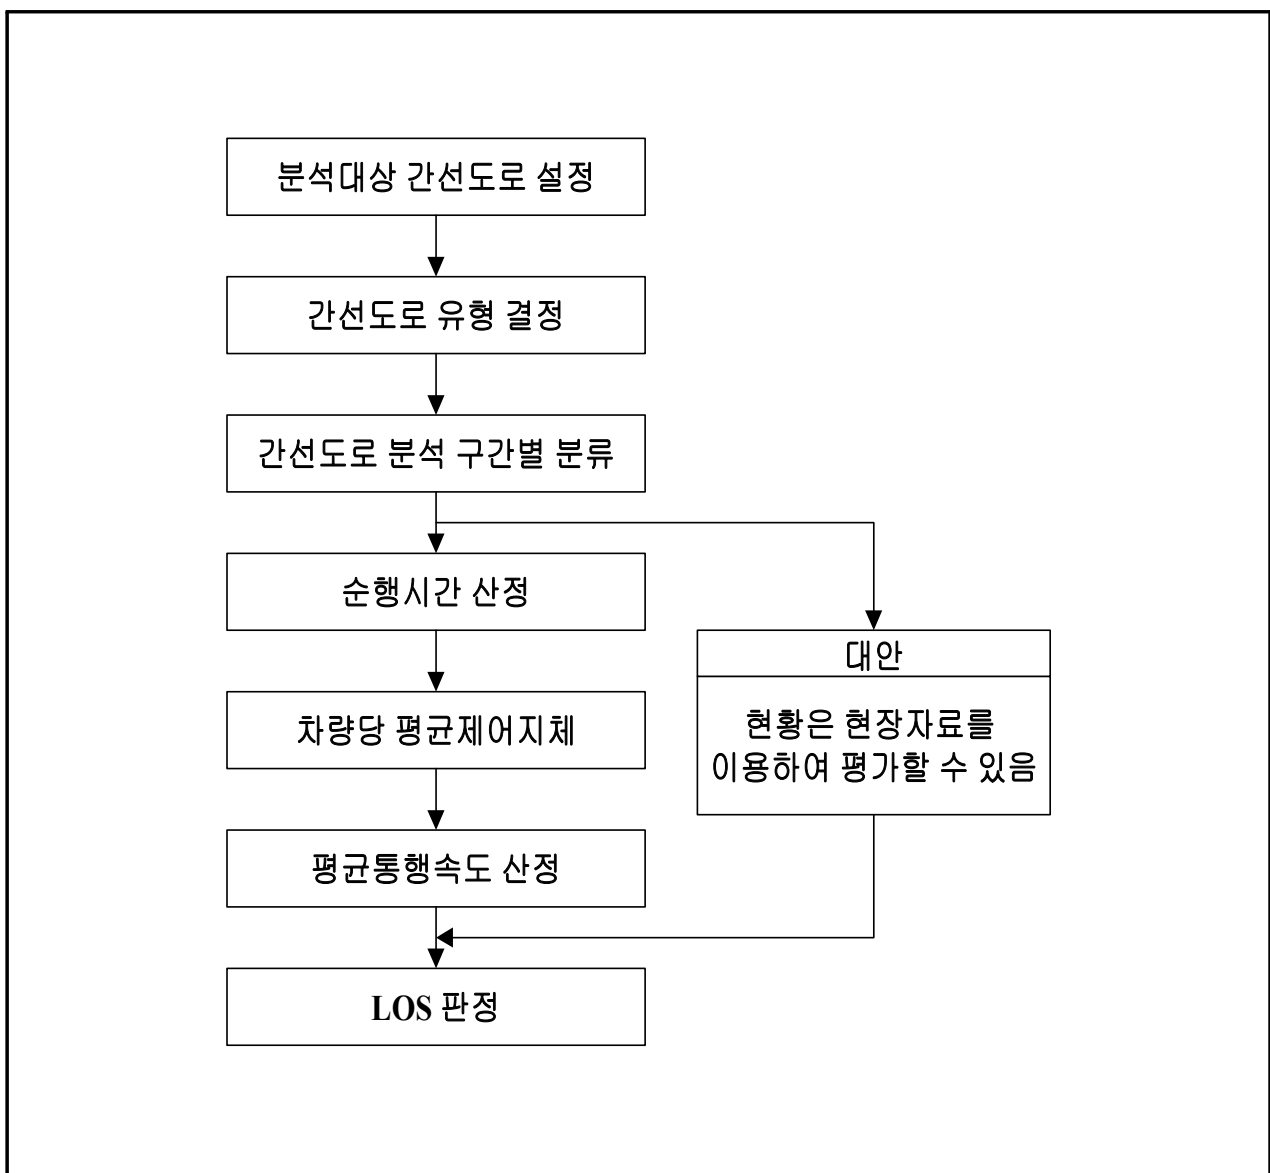 분석대상 간선도로 설정
간선도로 유형 결정
간선도로 분석 구간별 분류
순행시간 산정
차량당 평균제어지체
평균통행속도 산정
LOS 판정
대안
현황은 현장자료를
이용하여 평가할 수 있음